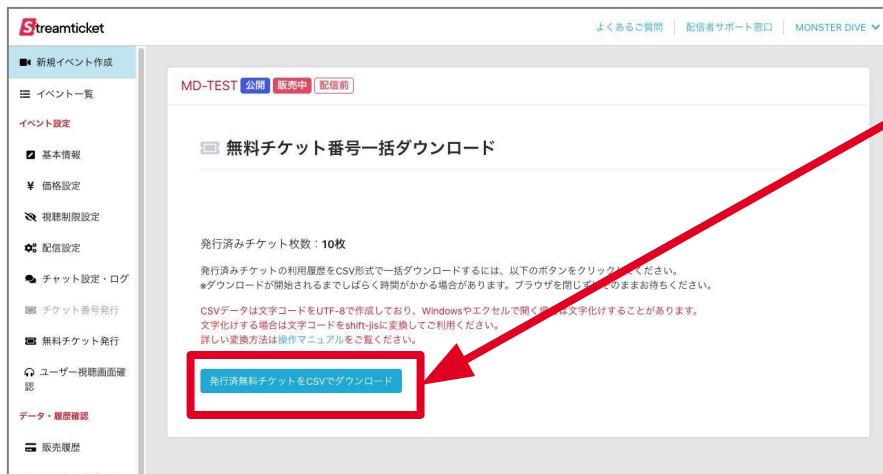 Streamticket
よくあるご質問
配信者サポート窓口
MONSTER DIVE
新規イベント作成
イベント一覧
イベント設定
基本情報
価格設定
視聴制限設定
配信設定
チャット設定・ログ
チケット番号発行
無料チケット発行
ユーザー視聴画面確
認
データ・履歴確認
販売履歴
MD-TEST 公開 販売中 配信前
無料チケット番号一括ダウンロード
発行済みチケット枚数：10枚
発行済みチケットの利用履歴をCSV形式で一括ダウンロードするには、以下のボタンをクリックしてください。
※ダウンロードが開始されるまでしばらく時間がかかる場合があります。ブラウザを閉じずにそのままお待ちください。
CSVデータは文字コードをUTF-8で作成しており、Windowsやエクセルで開く場合は文字化けすることがあります。
文字化けする場合は文字コードをshift-jisに変換してご利用ください。
詳しい変換方法は操作マニュアルをご覧ください。
発行済無料チケットをCSVでダウンロード